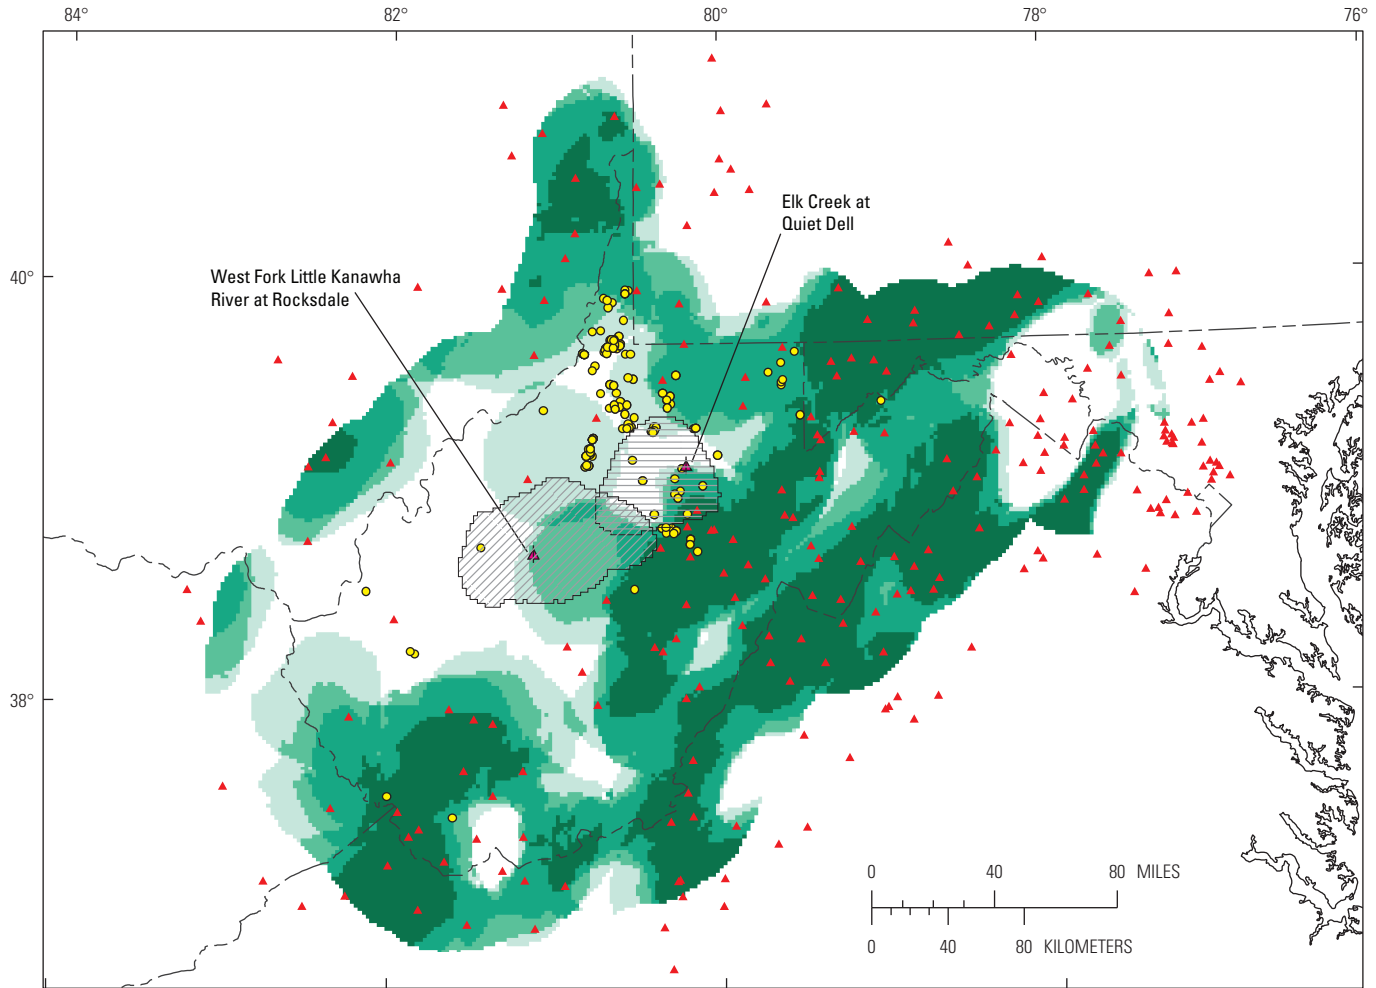 84°
82°
80°
78°
76°
Elk Creek at
Quiet Dell
40°
West Fork Little Kanawha
River at Rocksdale
38°
0 40 80 MILES
0 40 80 KILOMETERS